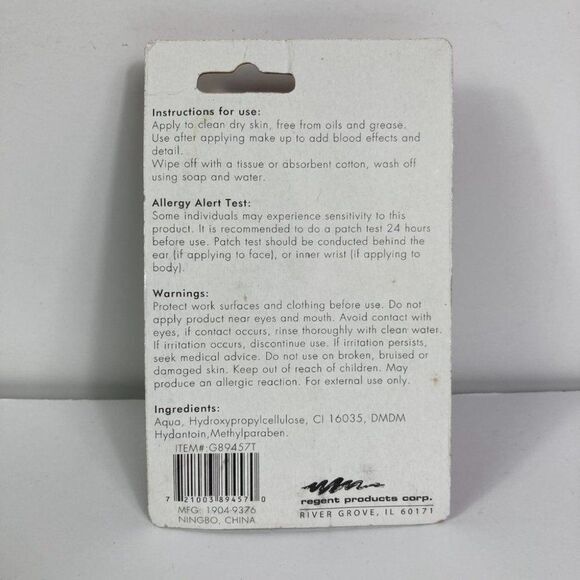 Instructions for use:
Apply to clean dry skin, free from oils and grease.
Use after applying make up to add blood effects and
detail.
Wipe off with a tissue or absorbent cotton, wash off
using soap and water.
Allergy Alert Test:
Some individuals may experience sensitivity to this
product. It is recommended to do a patch test 24 hours
before use. Patch test should be conducted behind the
ear (if applying to face), or inner wrist (if applying to
body).
Warnings:
Protect work surfaces and clothing before use. Do not
apply product near eyes and mouth. Avoid contact with
eyes, if contact occurs, rinse thoroughly with clean water.
If irritation occurs, discontinue use. If irritation persists,
seek medical advice. Do not use on broken, bruised or
damaged skin. Keep out of reach of children. May
produce an allergic reaction. For external use only.
Ingredients:
Aqua, Hydroxypropylcellulose, CI 16035, DMDM
Hydantoin,Methylparaben.
ITEM#:G89457T
7 21003 89457 0
MFG: 1904-9376
NINGBO, CHINA
regent products corp.
RIVER GROVE, IL 60171